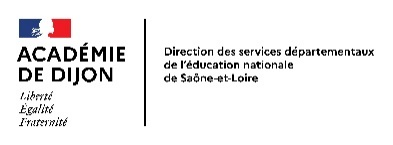 ACADÉMIE
DE DIJON
Liberté
Égalité
Fraternité
Direction des services départementaux
de l'éducation nationale
de Saône-et-Loire